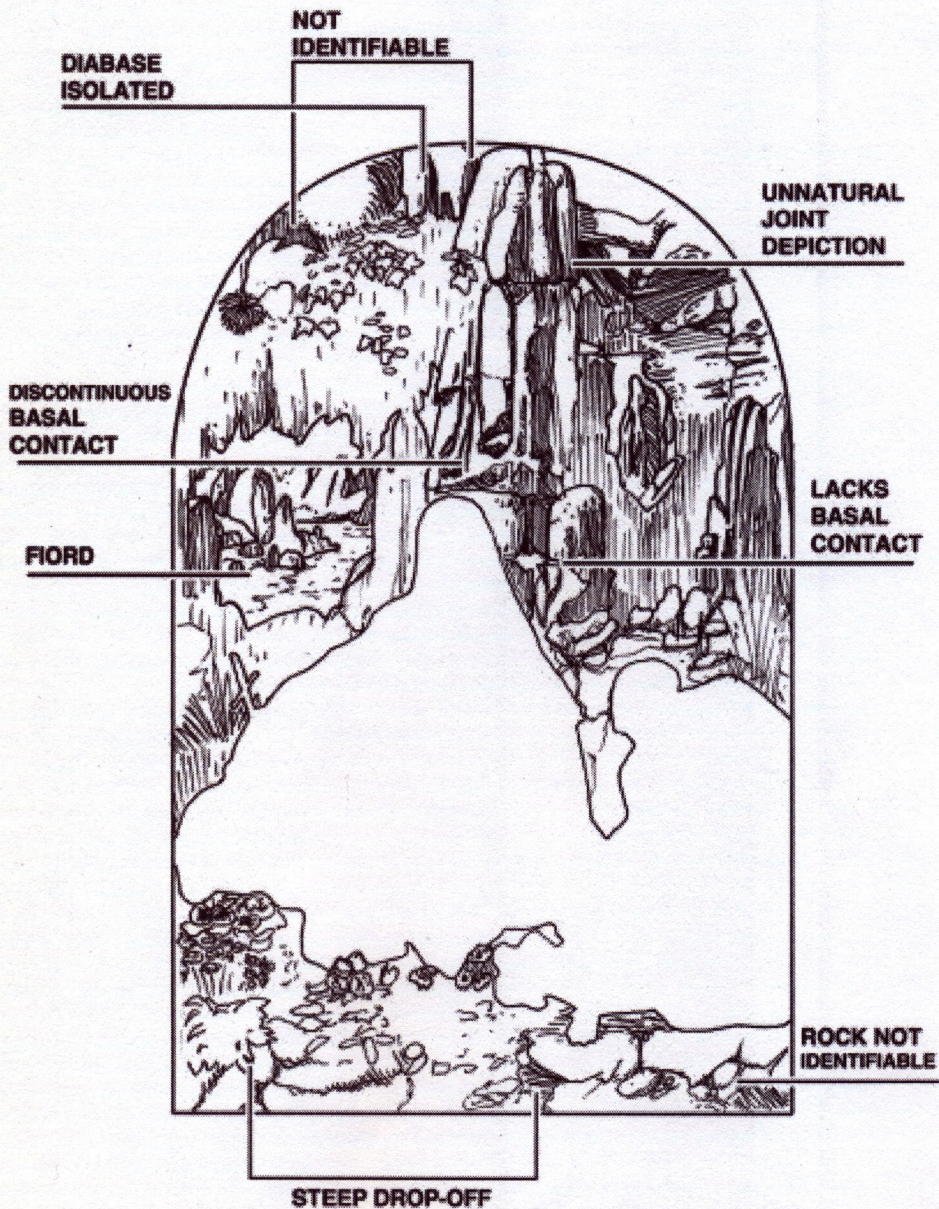 NOT
IDENTIFIABLE
DIABASE
ISOLATED
UNNATURAL
JOINT
DEPICTION
DISCONTINUOUS
BASAL
CONTACT
LACKS
BASAL
CONTACT
FIORD
ROCK NOT
IDENTIFIABLE
STEEP DROP-OFF